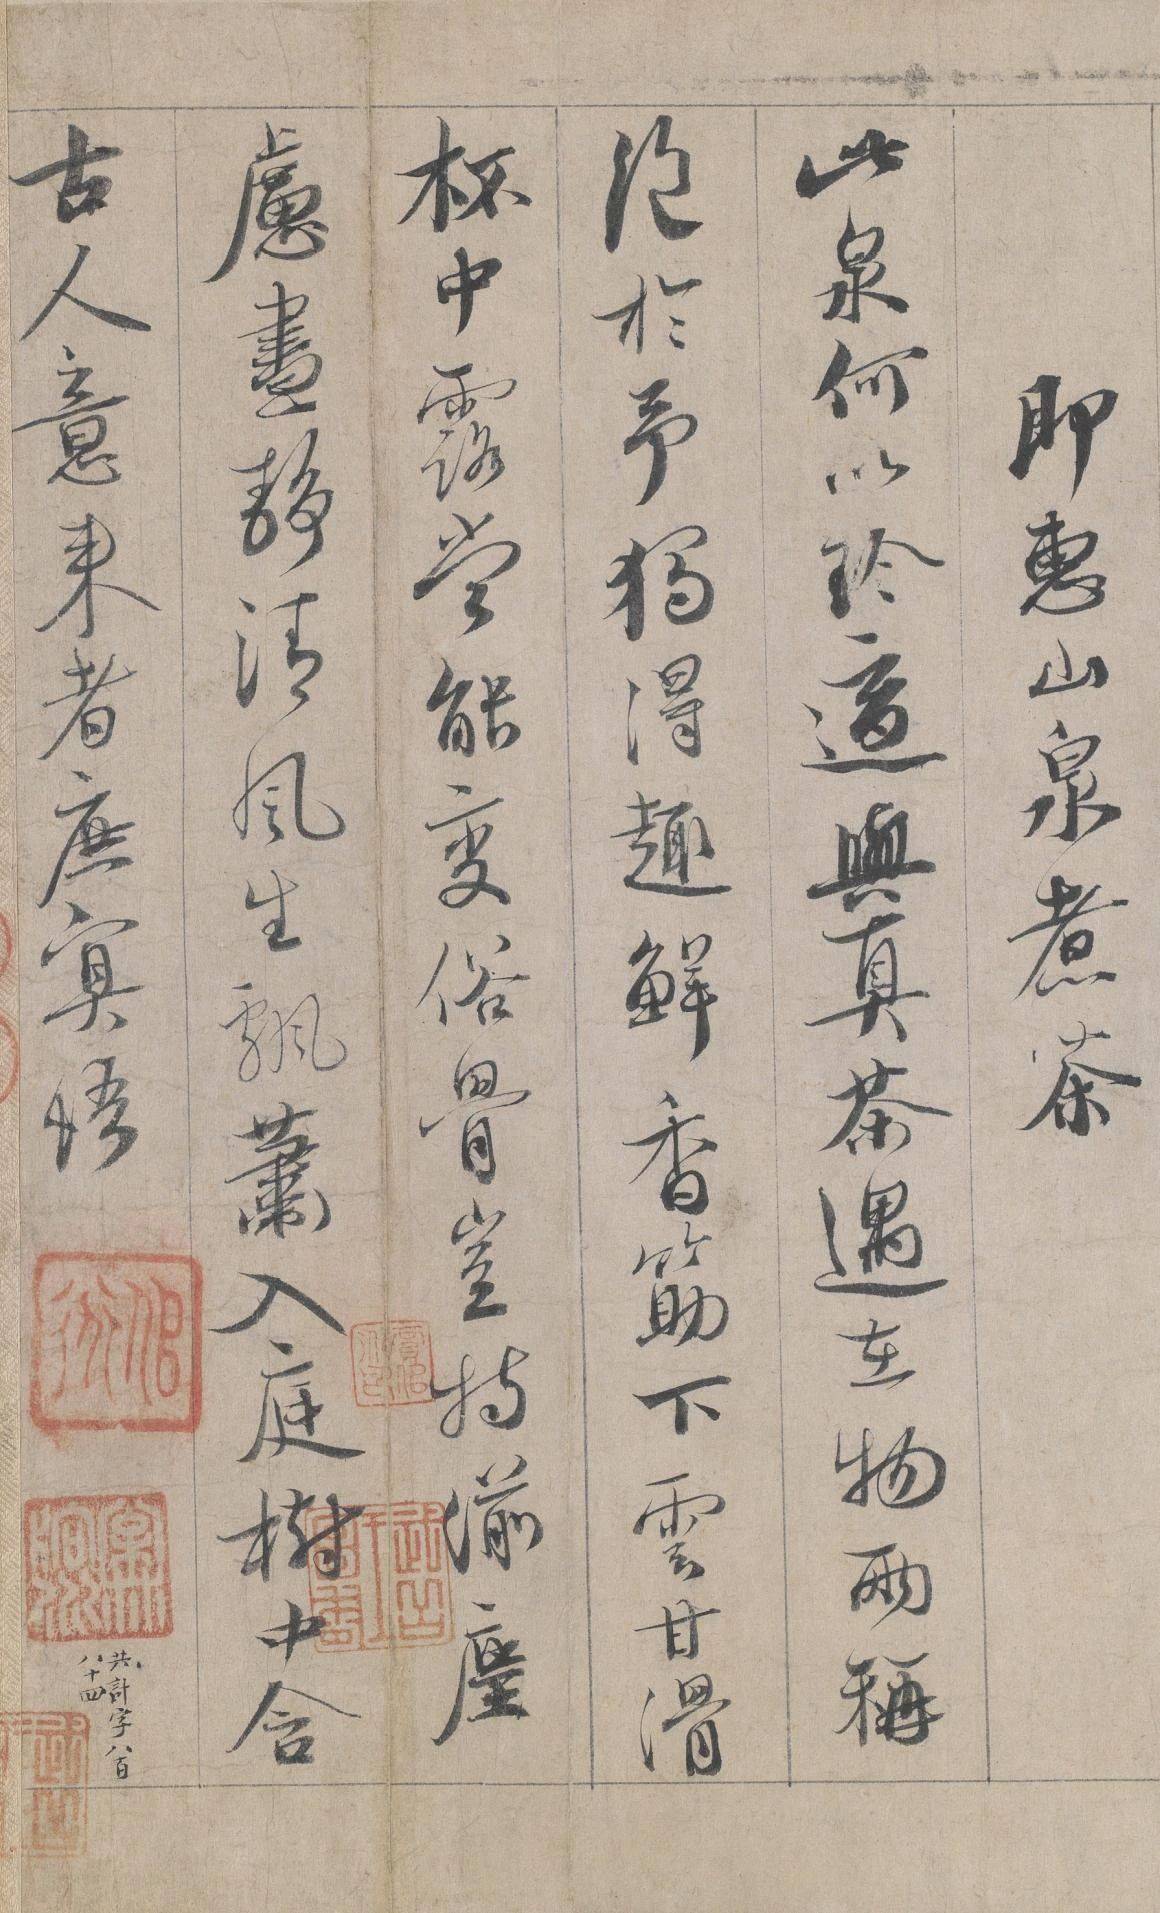 即惠山泉煮茶
此泉何以珍適與真茶遇在物兩稱
絕於予獨得趣鮮香筯下雲甘滑
杯中露當能變俗骨豈特湔塵
慮晝靜清風生飄蕭入庭樹中含
古人意來者庶冥悟
共計字八百
八十四